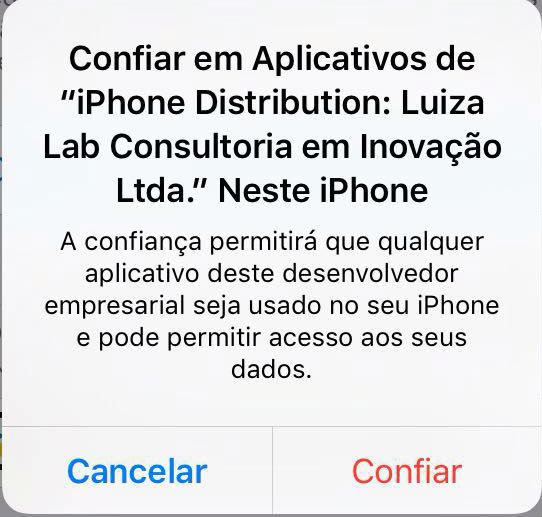 Confiar em Aplicativos de
“iPhone Distribution: Luiza
Lab Consultoria em Inovação
Ltda.” Neste iPhone
A confiança permitirá que qualquer
aplicativo deste desenvolvedor
empresarial seja usado no seu iPhone
e pode permitir acesso aos seus
dados.
Cancelar
Confiar